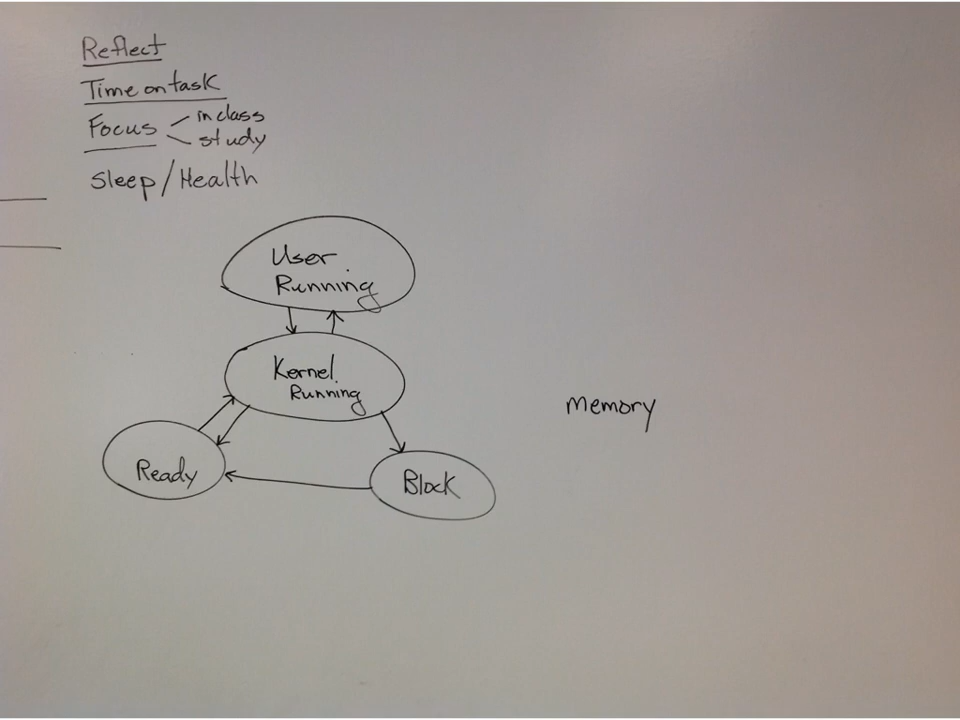 Reflect
Time on task
Focus
in class
study
Sleep/Health
User
Running
Kernel
Running
Memory
Ready
Block